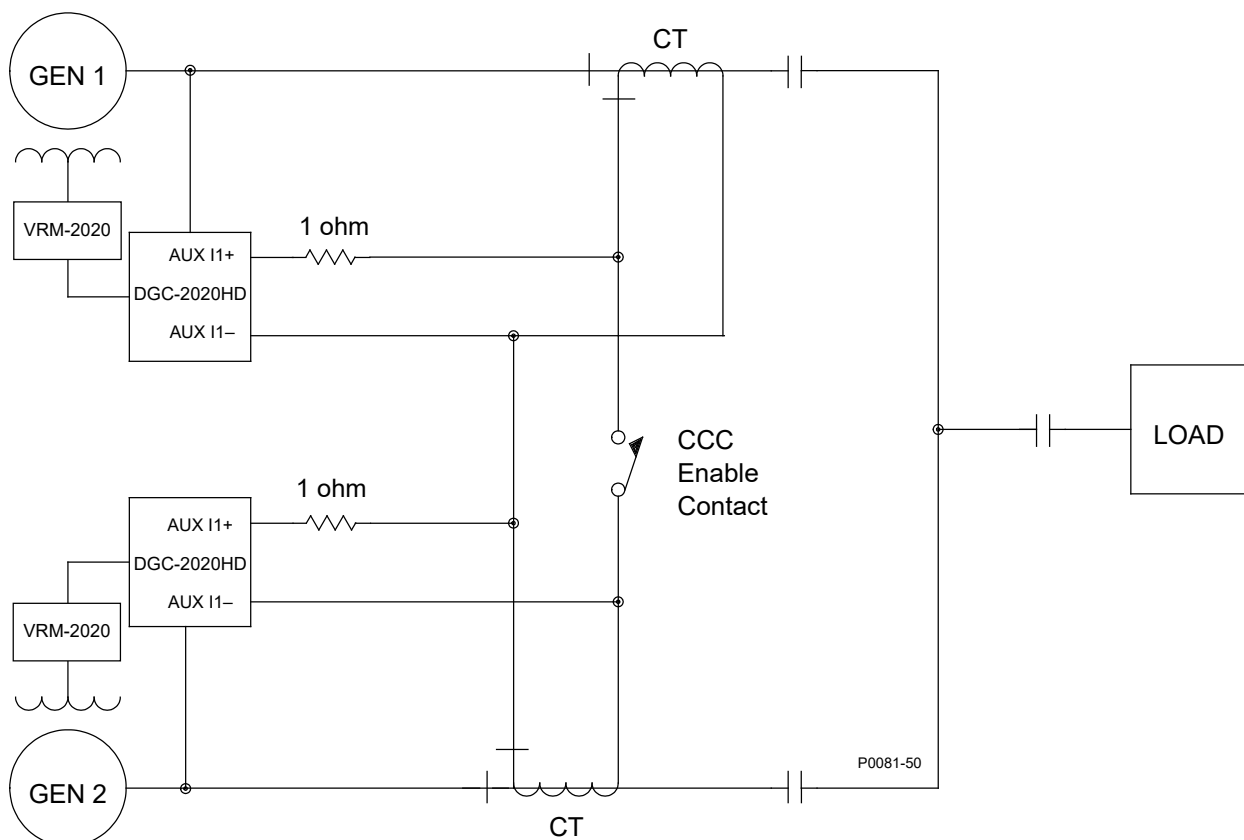 CT
GEN 1
1 ohm
VRM-2020
AUX I1+
DGC-2020HD
AUX I1–
CCC
Enable
Contact
LOAD
1 ohm
AUX I1+
DGC-2020HD
AUX I1–
VRM-2020
P0081-50
GEN 2
CT